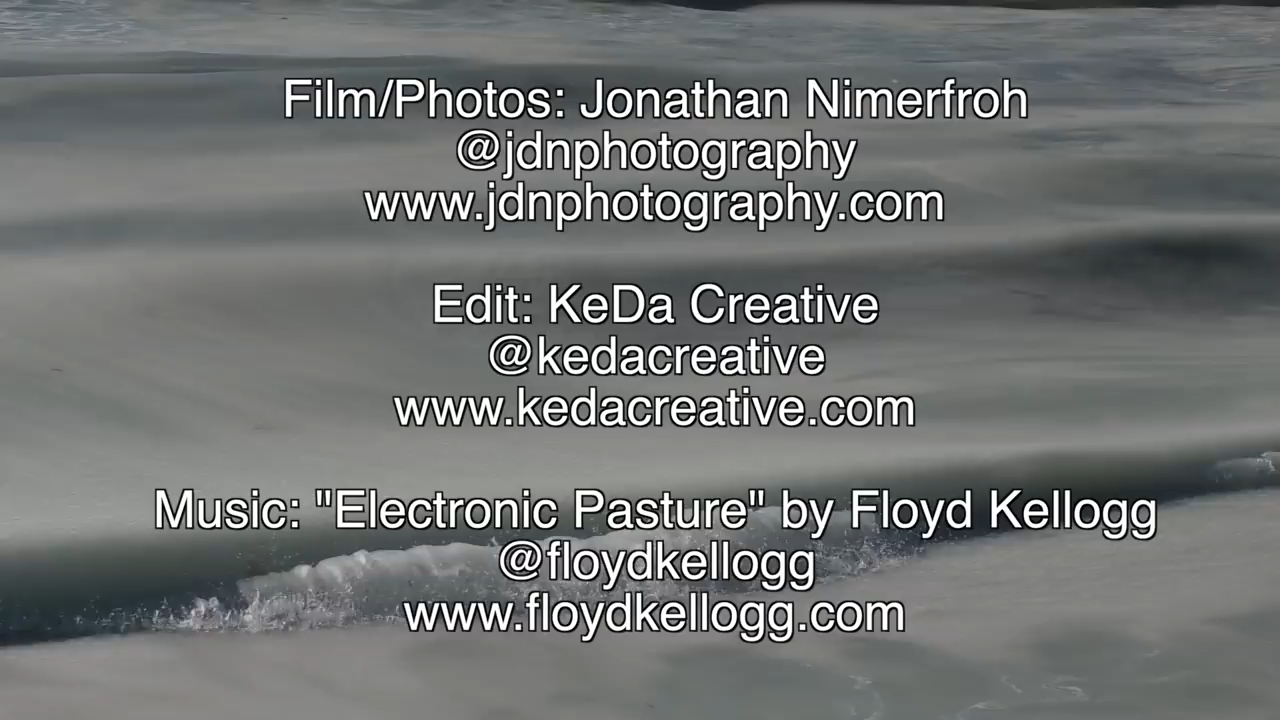 Film/Photos: Jonathan Nimerfroh
@jdnphotography
www.jdnphotography.com
Edit: KeDa Creative
@kedacreative
www.kedacreative.com
Music: "Electronic Pasture" by Floyd Kellogg
@floydkellogg
www.floydkellogg.com